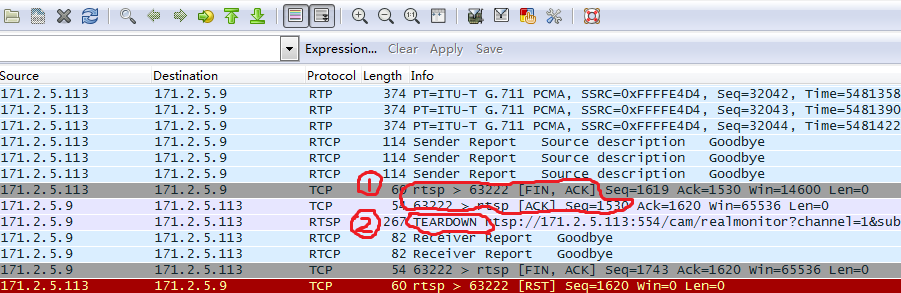 Expression... Clear Apply Save
Source Destination Protocol Length Info
171.2.5.113 171.2.5.9 RTP 374 PT=ITU-T G.711 PCMA, SSRC=0xFFFFE4D4, Seq=32042, Time=5481358
171.2.5.113 171.2.5.9 RTP 374 PT=ITU-T G.711 PCMA, SSRC=0xFFFFE4D4, Seq=32043, Time=5481390
171.2.5.113 171.2.5.9 RTP 374 PT=ITU-T G.711 PCMA, SSRC=0xFFFFE4D4, Seq=32044, Time=5481422
171.2.5.113 171.2.5.9 RTCP 114 Sender Report Source description Goodbye
171.2.5.113 171.2.5.9 RTCP 114 Sender Report Source description Goodbye
171.2.5.113 171.2.5.9 RTCP 114 Sender Report Source description Goodbye
1
171.2.5.113 171.2.5.9 TCP 60 rtsp > 63222 [FIN, ACK] Seq=1619 Ack=1530 Win=14600 Len=0
171.2.5.9 171.2.5.113 TCP 54 63222 > rtsp [ACK] Seq=1530 Ack=1620 Win=65536 Len=0
2
171.2.5.9 171.2.5.113 RTSP 267 TEARDOWN rtsp://171.2.5.113:554/cam/realmonitor?channel=1&sub
171.2.5.9 171.2.5.113 RTCP 82 Receiver Report Goodbye
171.2.5.9 171.2.5.113 RTCP 82 Receiver Report Goodbye
171.2.5.9 171.2.5.113 TCP 54 63222 > rtsp [FIN, ACK] Seq=1743 Ack=1620 Win=65536 Len=0
171.2.5.113 171.2.5.9 TCP 60 rtsp > 63222 [RST] Seq=1620 Win=0 Len=0